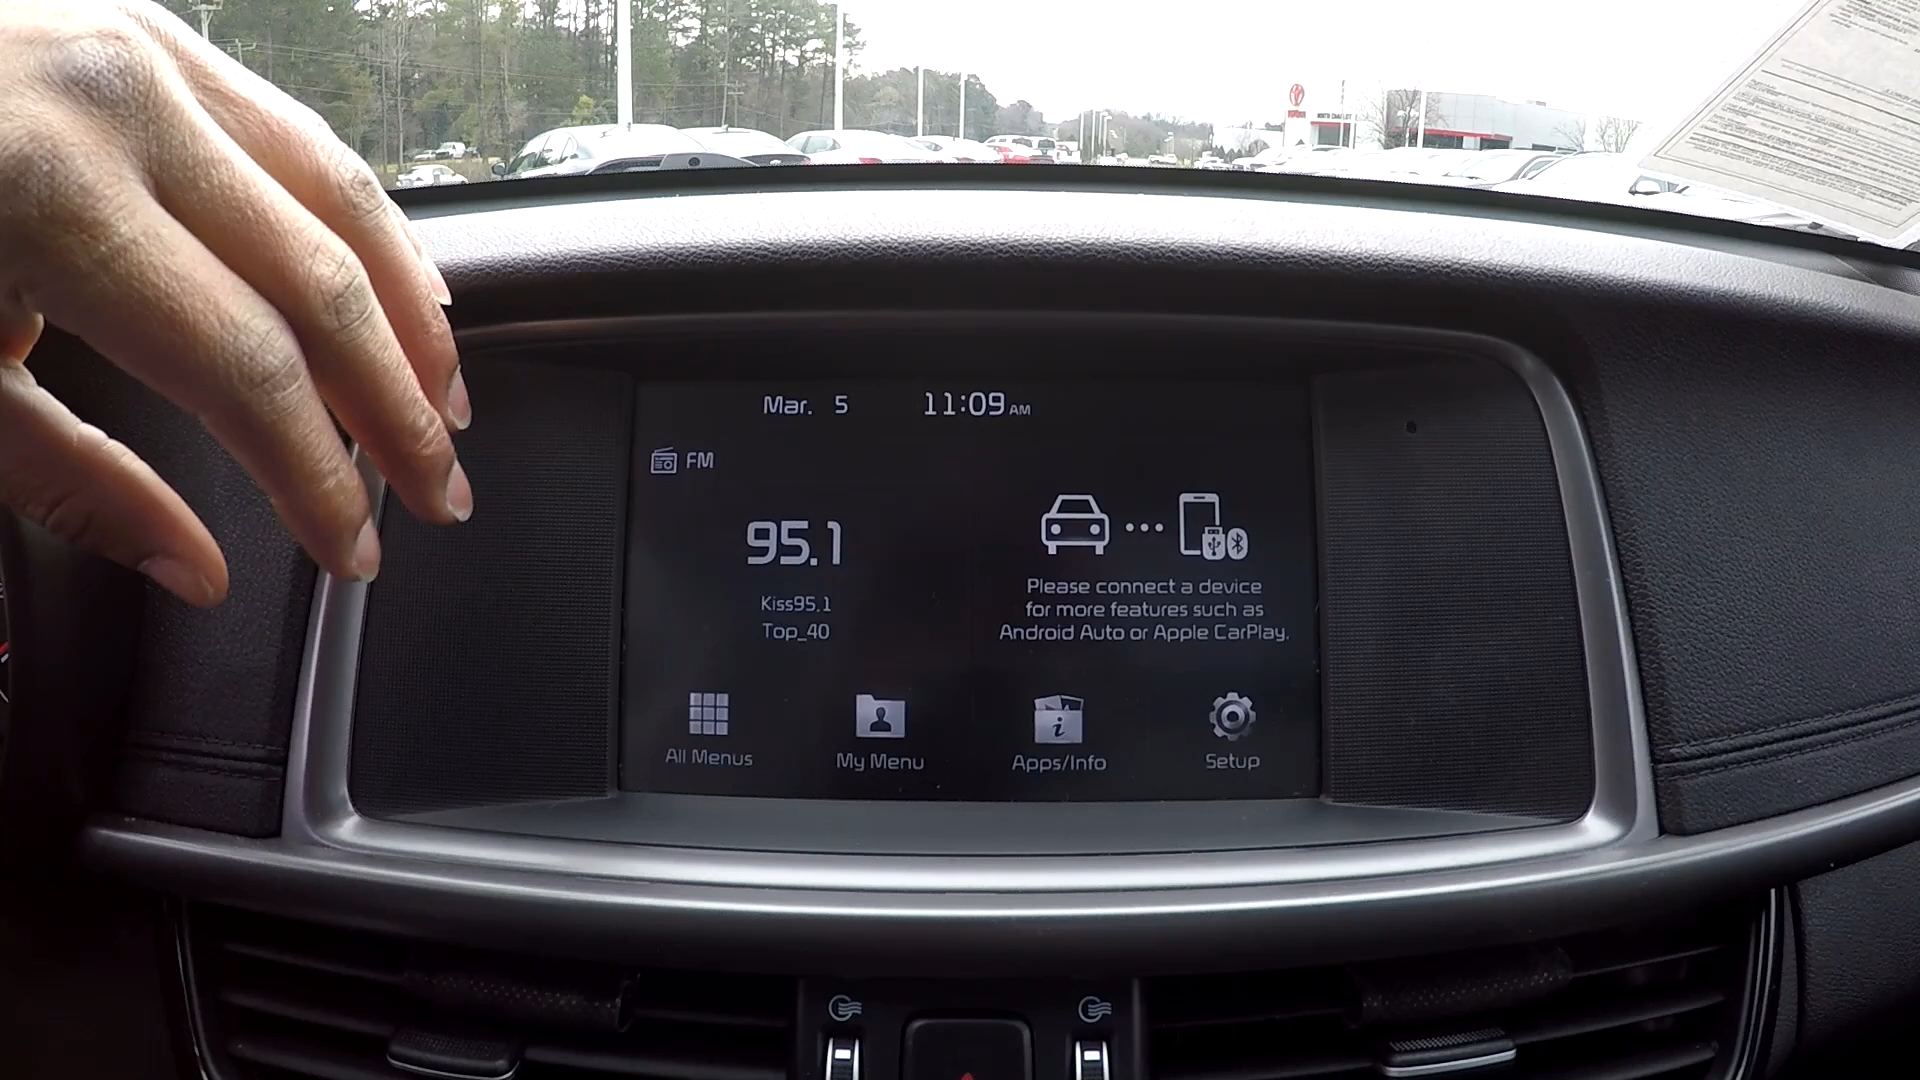 TOYOTA
Mar. 5 11:09 AM
FM
95.1
Kiss95.1
Top_40
Please connect a device
for more features such as
Android Auto or Apple CarPlay.
All Menus
My Menu
Apps/Info
Setup